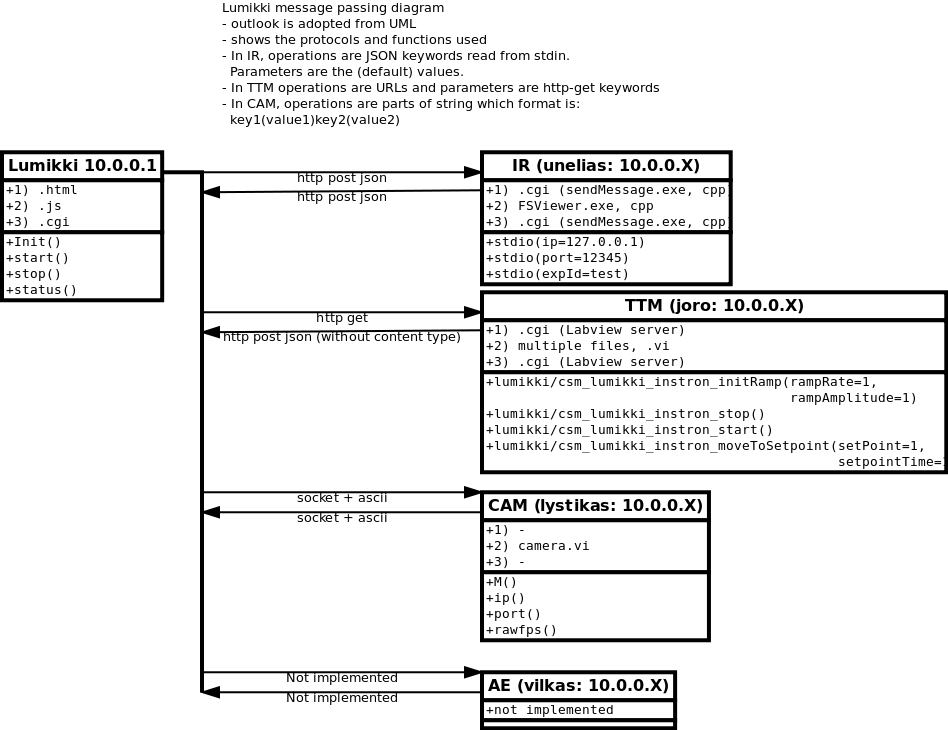 Lumikki message passing diagram
- outlook is adopted from UML
- shows the protocols and functions used
- In IR, operations are JSON keywords read from stdin.
Parameters are the (default) values.
- In TTM operations are URLs and parameters are http-get keywords
- In CAM, operations are parts of string which format is:
key1(value1)key2(value2)
Lumikki 10.0.0.1
+1) .html
+2) .js
+3) .cgi
+Init()
+start()
+stop()
+status()
http post json
http post json
IR (unelias: 10.0.0.X)
+1) .cgi (sendMessage.exe, cpp)
+2) FSViewer.exe, cpp
+3) .cgi (sendMessage.exe, cpp)
+stdio(ip=127.0.0.1)
+stdio(port=12345)
+stdio(expId=test)
http get
http post json (without content type)
TTM (joro: 10.0.0.X)
+1) .cgi (Labview server)
+2) multiple files, .vi
+3) .cgi (Labview server)
+lumikki/csm_lumikki_instron_initRamp(rampRate=1,
rampAmplitude=1)
+lumikki/csm_lumikki_instron_stop()
+lumikki/csm_lumikki_instron_start()
+lumikki/csm_lumikki_instron_moveToSetpoint(setPoint=1,
setpointTime=
socket + ascii
socket + ascii
CAM (lystikas: 10.0.0.X)
+1) -
+2) camera.vi
+3) -
+M()
+ip()
+port()
+rawfps()
Not implemented
Not implemented
AE (vilkas: 10.0.0.X)
+not implemented